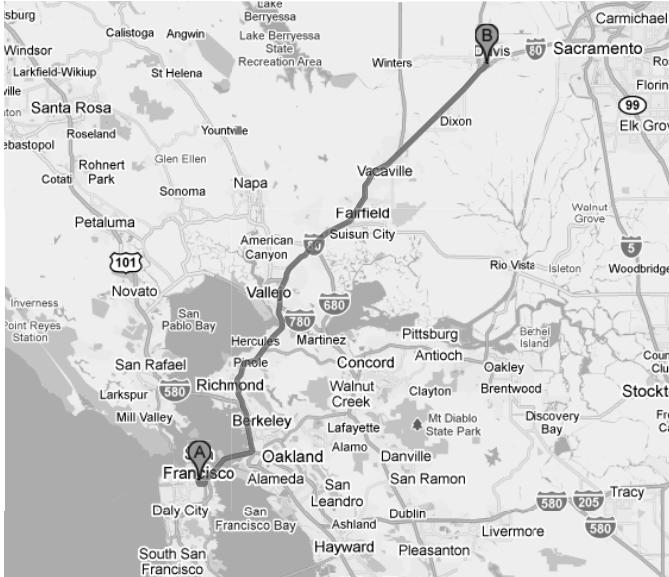 Lake
Berryessa
sburg
Calistoga
Angwin
Carmichael
Lake Berryessa
State
Recreation Area
B
Davis
80
Sacramento
Windsor
Larkfield-Wikiup
St Helena
Winters
Florin
ville
Santa Rosa
99
Dixon
Elk Grov
Roseland
Yountville
ebastopol
Glen Ellen
Rohnert
Park
Vacaville
Cotati
Sonoma
Napa
Fairfield
Walnut
Grove
Petaluma
Suisun City
American
Canyon
80
5
101
Rio Vista
Isleton
Woodbridge
Novato
Vallejo
680
Inverness
San
Pablo Bay
780
Point Reyes
Station
Hercules
Martinez
Pittsburg
Bethel
Island
San Rafael
Pinole
Concord
Antioch
Oakley
Richmond
580
Walnut
Creek
Clayton
Brentwood
Stockt
Larkspur
Mill Valley
Berkeley
Mt Diablo
State Park
Discovery
Bay
Lafayette
A
San
Francisco
Oakland
Alamo
Danville
Alameda
San
Leandro
San Ramon
580
205
Tracy
Daly City
San
Francisco Bay
Ashland
Dublin
580
Livermore
South San
Francisco
Hayward
Pleasanton